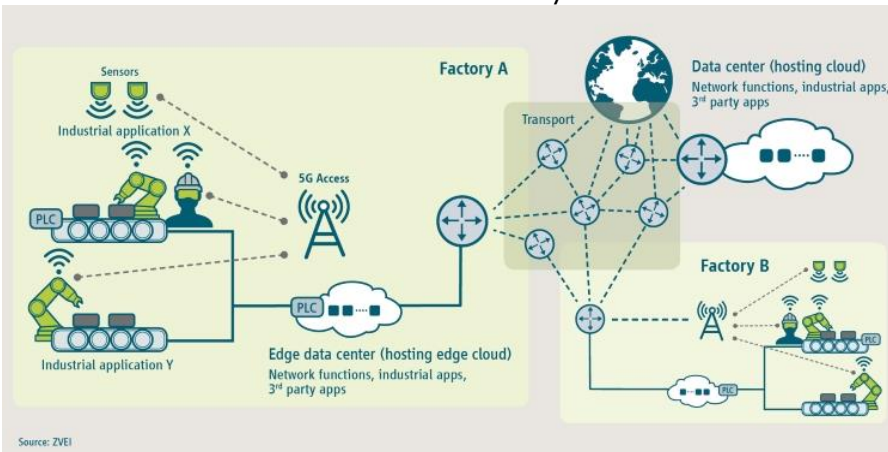 Factory A
Sensors
Industrial application X
5G Access
PLC
PLC
Industrial application Y
Edge data center (hosting edge cloud)
Network functions, industrial apps,
3rd party apps
Transport
Data center (hosting cloud)
Network functions, industrial apps,
3rd party apps
Factory B
PLC
PLC
Source: ZVEI